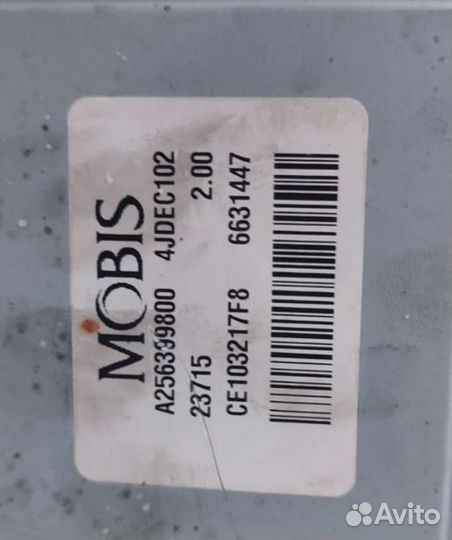 MOBIS
A256399800 4JDEC102
23715 2.00
CE103217F8 6631447
Avito